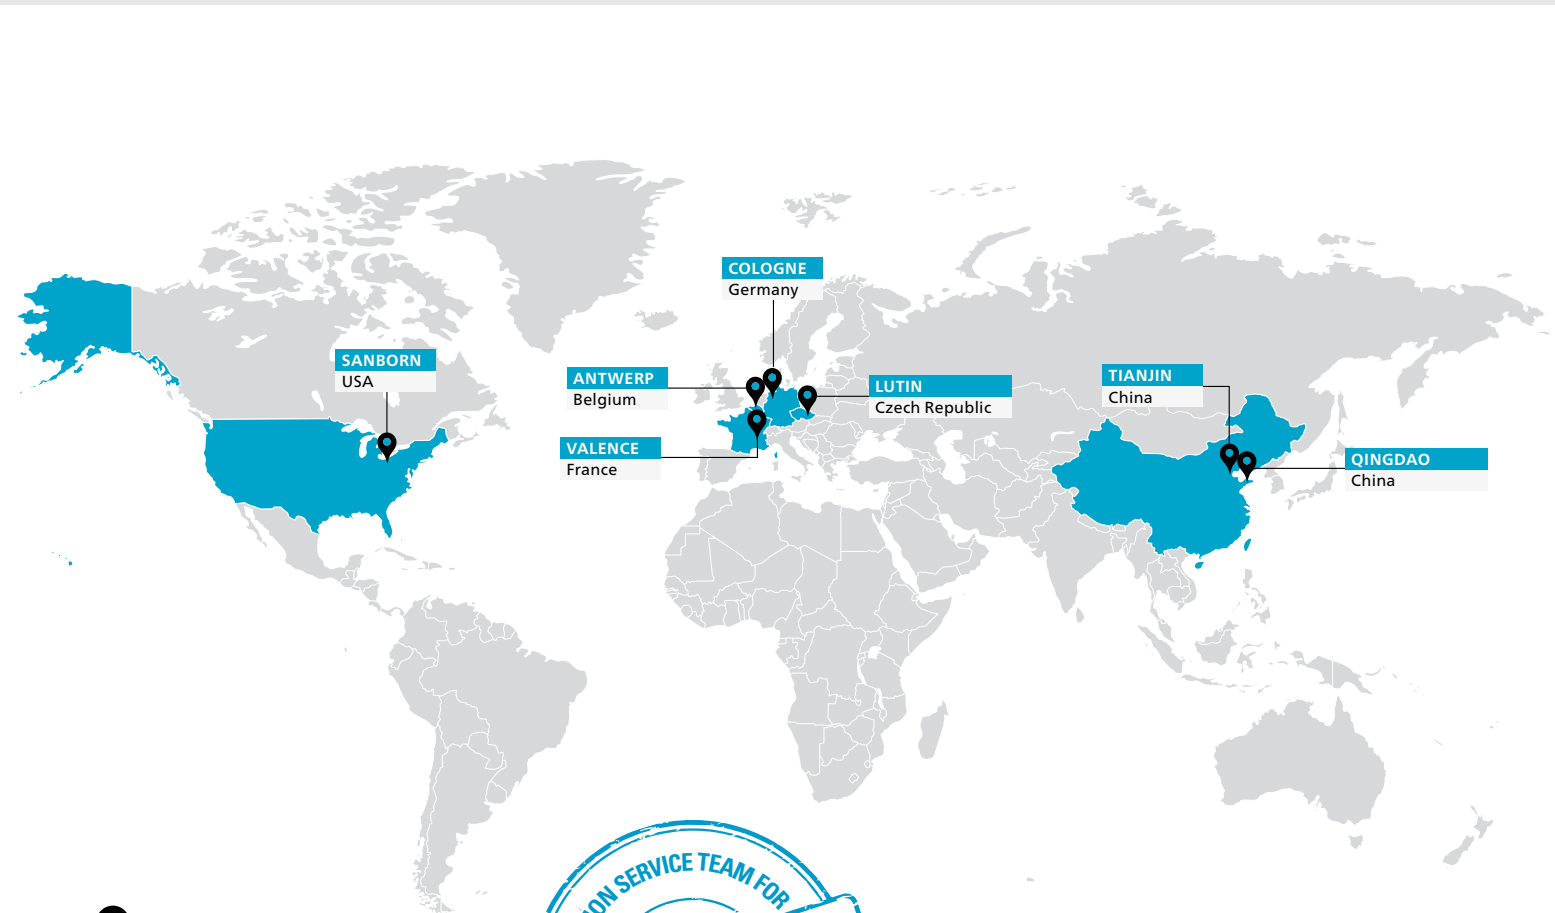 COLOGNE
Germany
SANBORN
USA
ANTWERP
Belgium
LUTIN
Czech Republic
TIANJIN
China
VALENCE
France
QINGDAO
China
SERVICE TEAM FOR